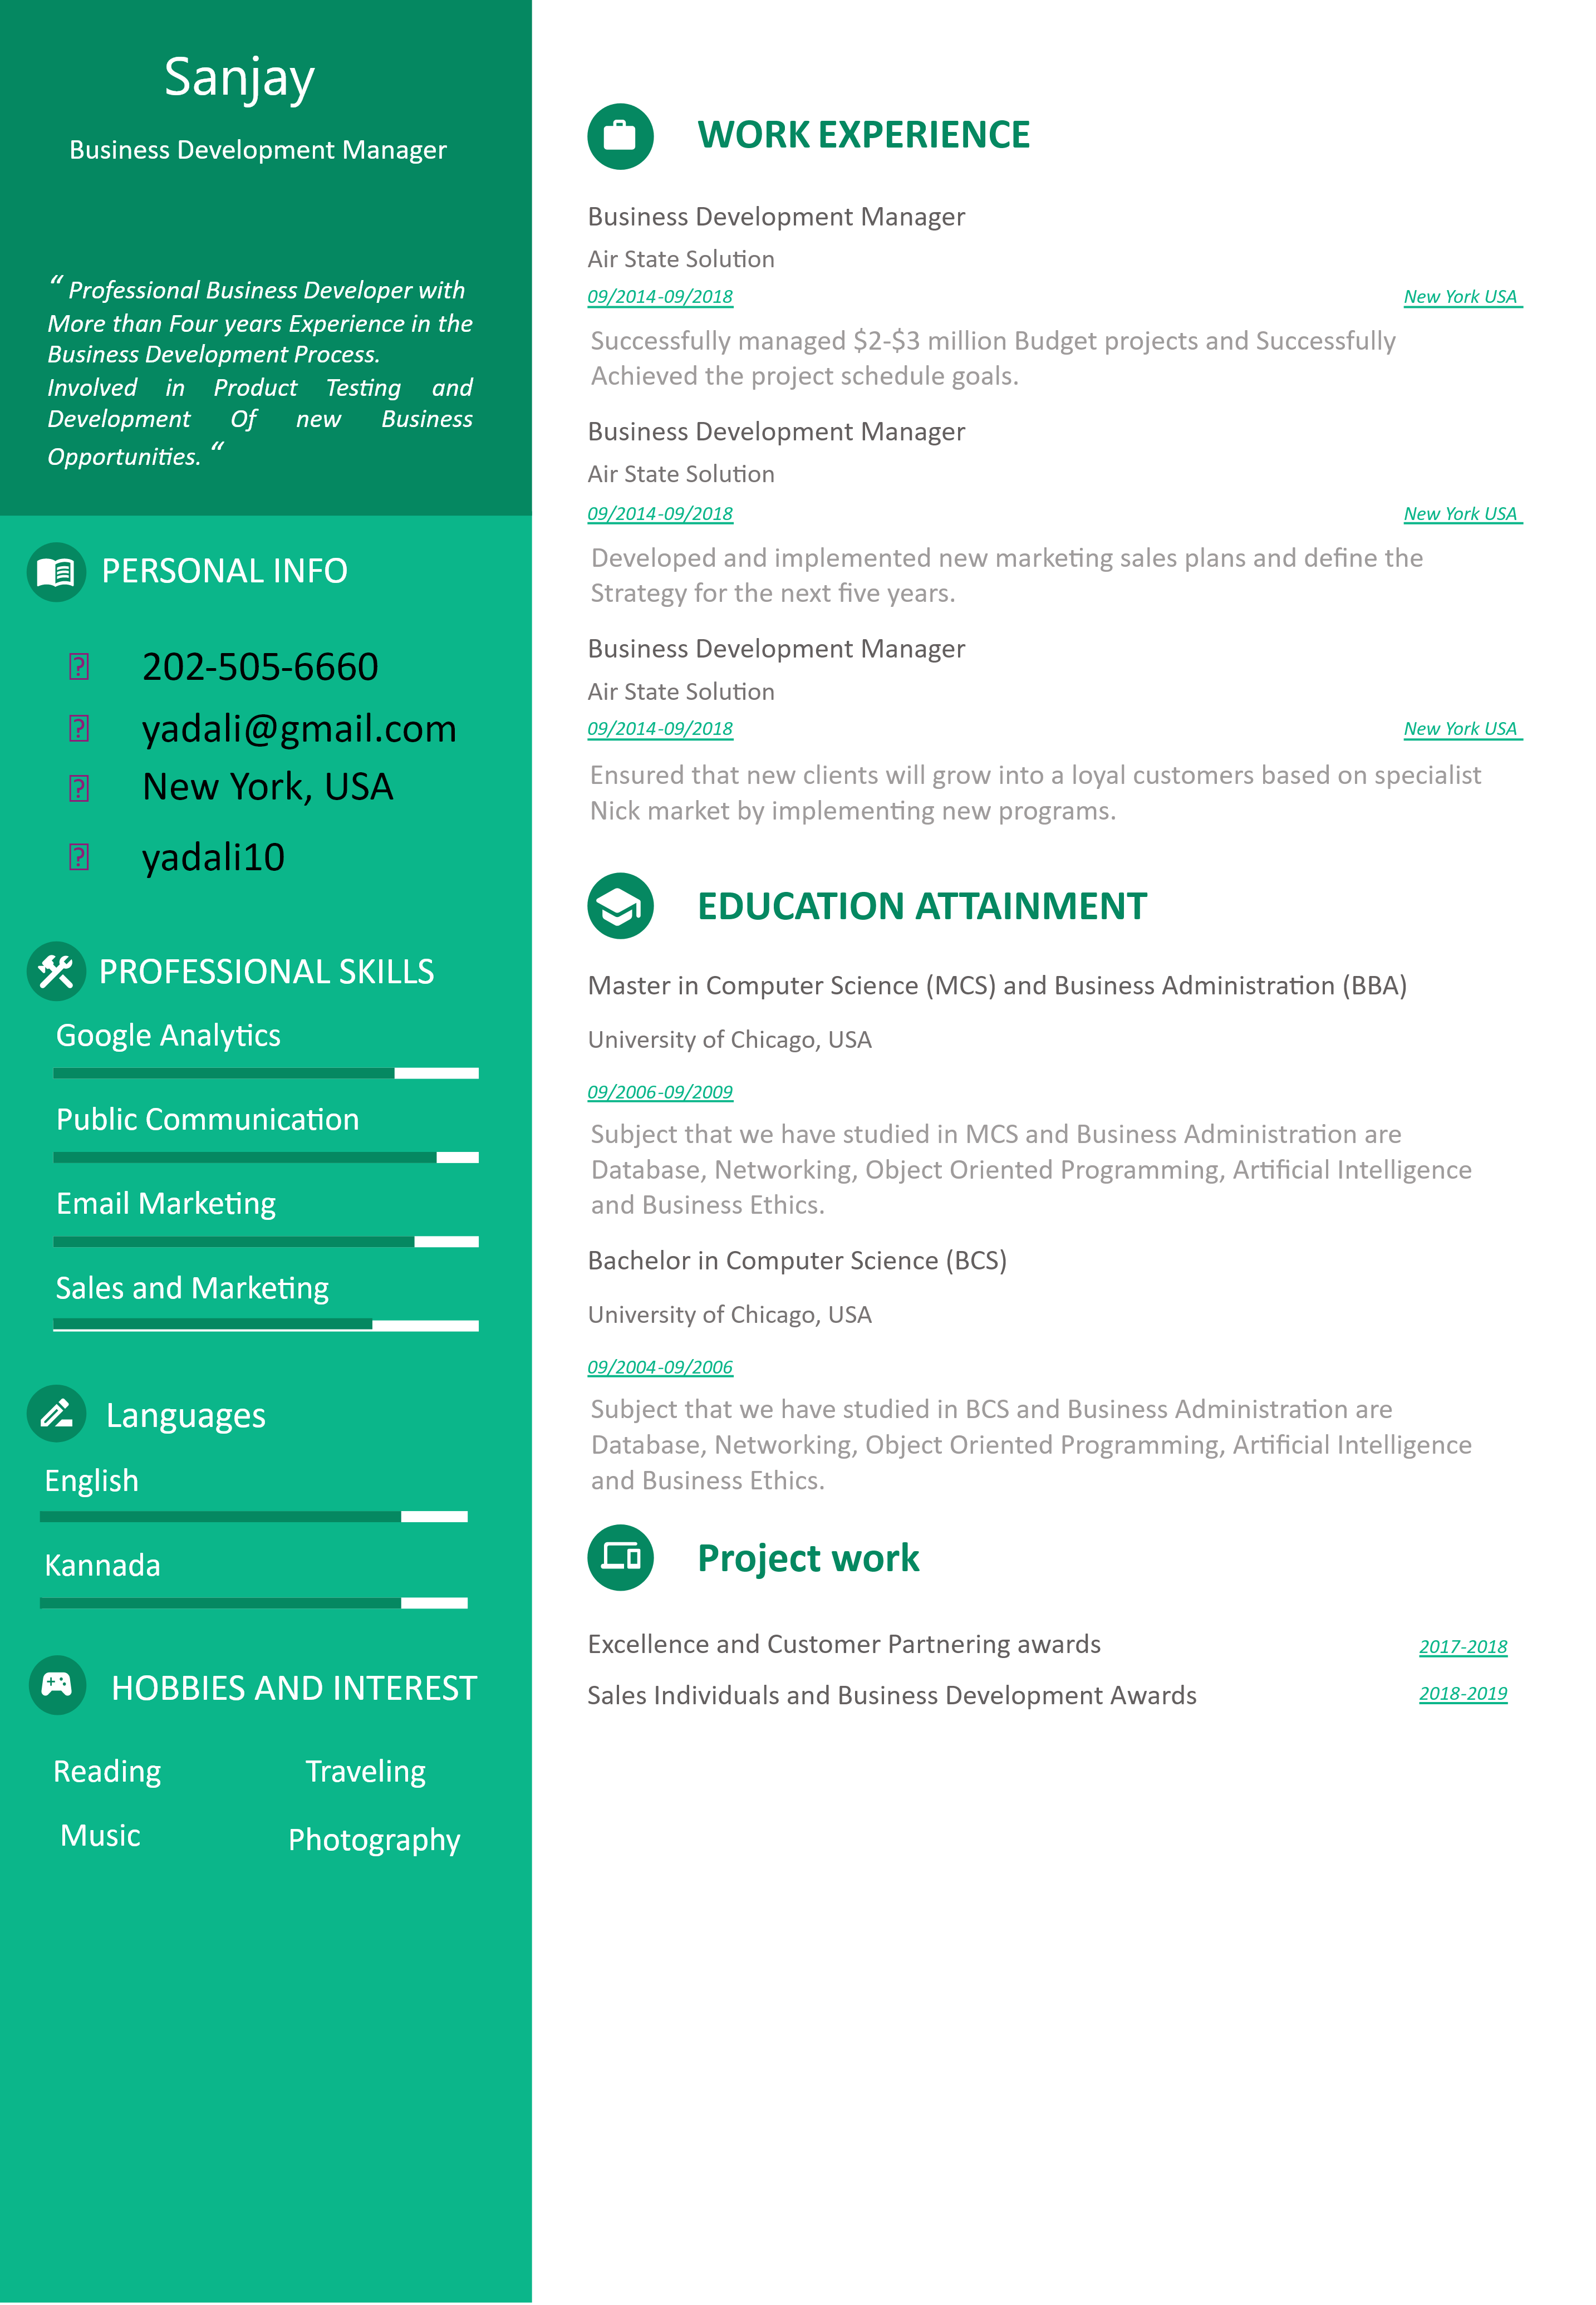 Sanjay
Business Development Manager
“ Professional Business Developer with
More than Four years Experience in the
Business Development Process.
Involved in Product Testing and
Development Of new Business
Opportunities. “
PERSONAL INFO
202-505-6660
yadali@gmail.com
New York, USA
yadali10
PROFESSIONAL SKILLS
Google Analytics
Public Communication
Email Marketing
Sales and Marketing
Languages
English
Kannada
HOBBIES AND INTEREST
Reading Traveling
Music Photography
WORK EXPERIENCE
Business Development Manager
Air State Solution
09/2014-09/2018 New York USA
Successfully managed $2-$3 million Budget projects and Successfully
Achieved the project schedule goals.
Business Development Manager
Air State Solution
09/2014-09/2018 New York USA
Developed and implemented new marketing sales plans and define the
Strategy for the next five years.
Business Development Manager
Air State Solution
09/2014-09/2018 New York USA
Ensured that new clients will grow into a loyal customers based on specialist
Nick market by implementing new programs.
EDUCATION ATTAINMENT
Master in Computer Science (MCS) and Business Administration (BBA)
University of Chicago, USA
09/2006-09/2009
Subject that we have studied in MCS and Business Administration are
Database, Networking, Object Oriented Programming, Artificial Intelligence
and Business Ethics.
Bachelor in Computer Science (BCS)
University of Chicago, USA
09/2004-09/2006
Subject that we have studied in BCS and Business Administration are
Database, Networking, Object Oriented Programming, Artificial Intelligence
and Business Ethics.
Project work
Excellence and Customer Partnering awards 2017-2018
Sales Individuals and Business Development Awards 2018-2019